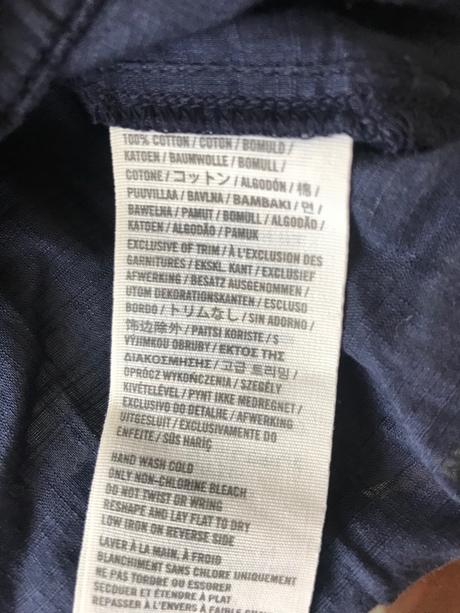 100% COTTON / COTON / BOMULD /
KATOEN / BAUMWOLLE / BOMULL /
COTONE / コットン / ALGODÓN / 棉 /
PUUVILLAA / BAVLNA / ΒΑΜΒΑΚΙ / 면 /
BAWEŁNA / PAMUT / BOMULL / ALGODÃO /
KATOEN / ALGODÃO / PAMUK
EXCLUSIVE OF TRIM / À L'EXCLUSION DES
GARNITURES / EKSKL. KANT / EXCLUSIEF
AFWERKING / BESATZ AUSGENOMMEN /
UTOM DEKORATIONSKANTEN / ESCLUSO
BORDO / トリムなし / SIN ADORNO /
饰边除外 / PAITSI KORISTE / S
VÝJIMKOU OBRUBY / ΕΚΤΟΣ ΤΗΣ
ΔΙΑΚΟΣΜΗΣΗΣ / 고급 트리밍 /
OPRÓCZ WYKOŃCZENIA / SZEGÉLY
KIVÉTELÉVEL / PYNT IKKE MEDREGNET /
EXCLUSIVO DO DETALHE / AFWERKING
UITGESLUIT / EXCLUSIVAMENTE DO
ENFEITE / SÜS HARİÇ
HAND WASH COLD
ONLY NON-CHLORINE BLEACH
DO NOT TWIST OR WRING
RESHAPE AND LAY FLAT TO DRY
LOW IRON ON REVERSE SIDE
LAVER À LA MAIN, À FROID
BLANCHIMENT SANS CHLORE UNIQUEMENT
NE PAS TORDRE OU ESSORER
SECOUER ET ÉTENDRE À PLAT
REPASSER À L'ENVERS À FAIBLE